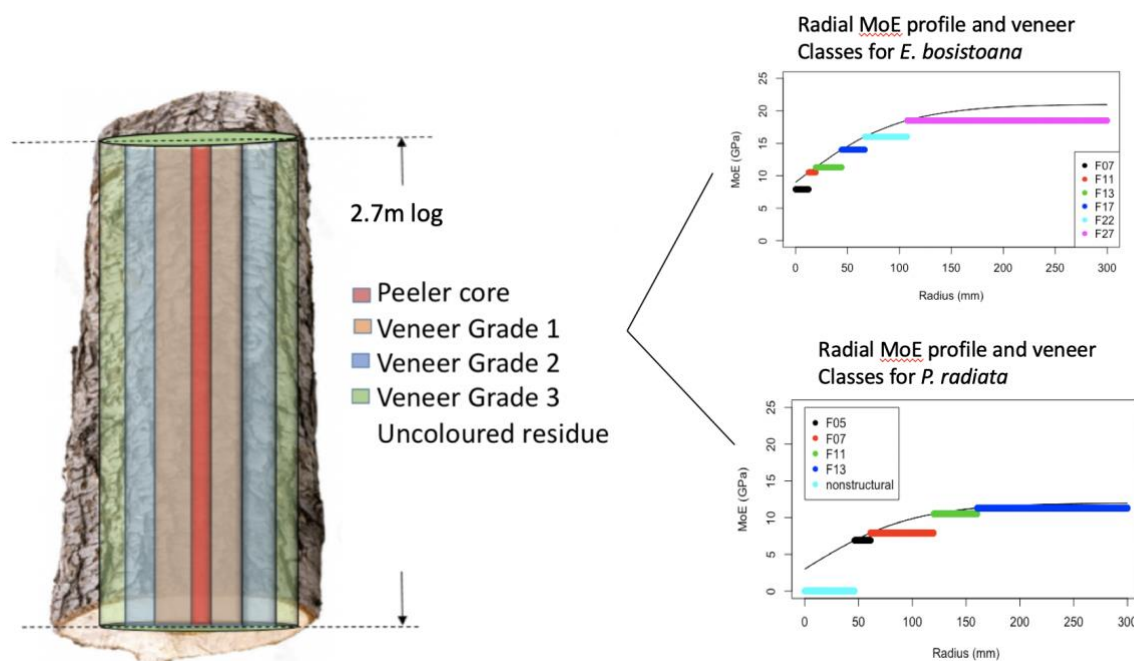 2.7m log
Peeler core
Veneer Grade 1
Veneer Grade 2
Veneer Grade 3
Uncoloured residue
Radial MoE profile and veneer
Classes for E. bosistoana
MoE (GPa)
25
20
15
10
5
0
F07
F11
F13
F17
F22
F27
0 50 100 150 200 250 300
Radius (mm)
Radial MoE profile and veneer
Classes for P. radiata
MoE (GPa)
25
20
15
10
5
0
F05
F07
F11
F13
nonstructural
0 50 100 150 200 250 300
Radius (mm)